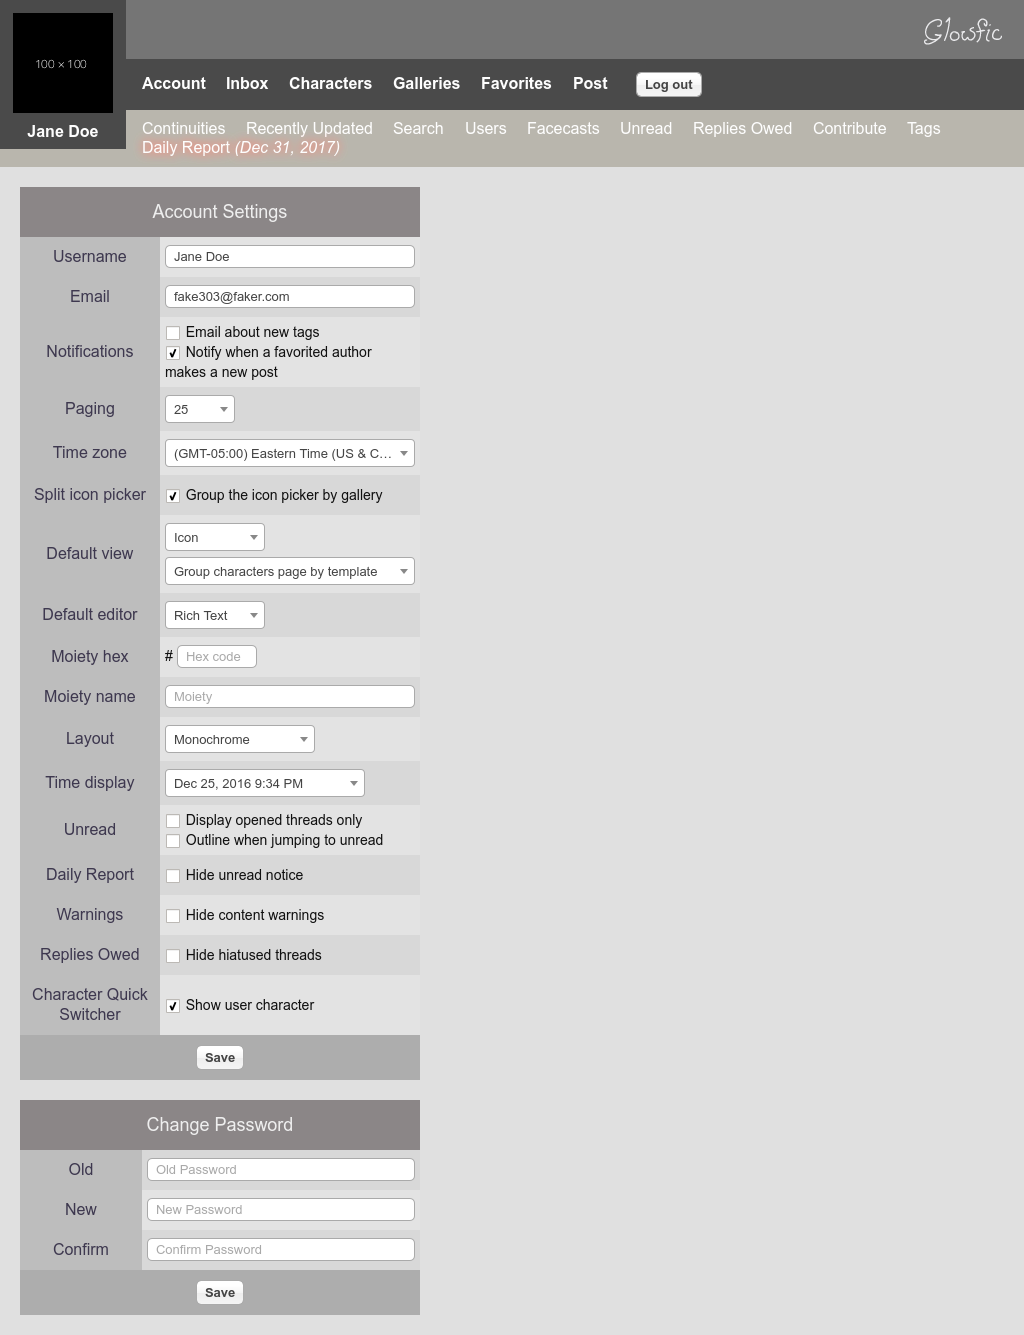 100 × 100
Jane Doe
Glowfic
Account Inbox Characters Galleries Favorites Post Log out
Continuities Recently Updated Search Users Facecasts Unread Replies Owed Contribute Tags
Daily Report (Dec 31, 2017)
Account Settings
Username Jane Doe
Email fake303@faker.com
Notifications
Email about new tags
Notify when a favorited author
makes a new post
Paging 25
Time zone (GMT-05:00) Eastern Time (US & C...
Split icon picker Group the icon picker by gallery
Default view
Icon
Group characters page by template
Default editor Rich Text
Moiety hex # Hex code
Moiety name Moiety
Layout Monochrome
Time display Dec 25, 2016 9:34 PM
Unread
Display opened threads only
Outline when jumping to unread
Daily Report Hide unread notice
Warnings Hide content warnings
Replies Owed Hide hiatused threads
Character Quick
Switcher
Show user character
Save
Change Password
Old Old Password
New New Password
Confirm Confirm Password
Save